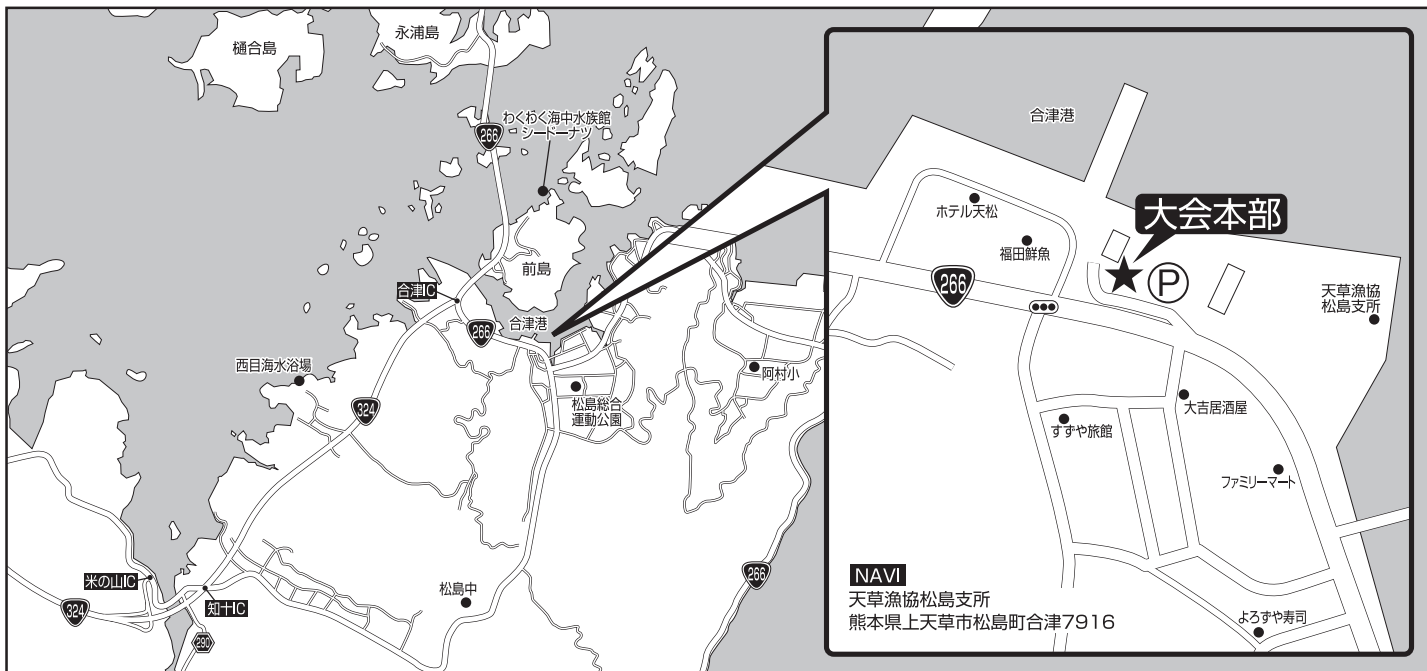 樋合島
永浦島
266
わくわく海中水族館
シードーナツ
前島
合津IC
合津港
266
西目海水浴場
324
松島総合
運動公園
阿村小
米の山IC
324
知十IC
290
松島中
266
合津港
ホテル天松
福田鮮魚
大会本部
P
266
天草漁協
松島支所
大吉居酒屋
すずや旅館
ファミリーマート
よろずや寿司
NAVI
天草漁協松島支所
熊本県上天草市松島町合津7916